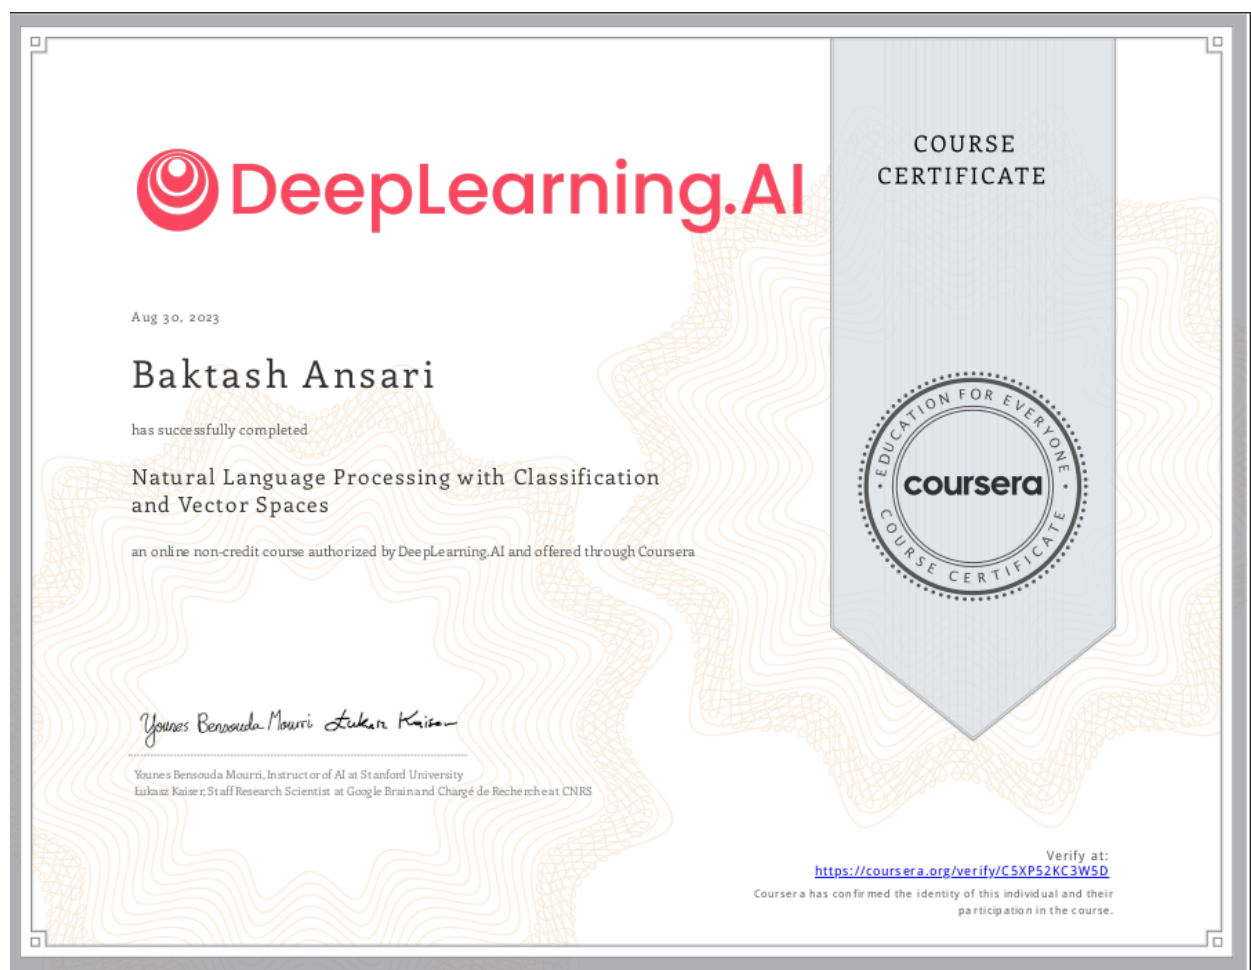 DeepLearning.AI
COURSE
CERTIFICATE
Aug 30, 2023
Baktash Ansari
has successfully completed
Natural Language Processing with Classification
and Vector Spaces
an online non-credit course authorized by DeepLearning.AI and offered through Coursera
EDUCATION FOR EVERYONE
coursera
COURSE CERTIFICATE
Younes Bensouda Mourri Łukasz Kaiser
Younes Bensouda Mourri, Instructor of AI at Stanford University
Łukasz Kaiser, Staff Research Scientist at Google Brain and Chargé de Recherche at CNRS
Verify at:
https://coursera.org/verify/C5XP52KC3W5D
Coursera has confirmed the identity of this individual and their
participation in the course.